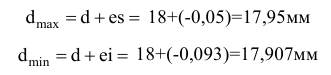 d_max = d + es = 18+(-0,05)=17,95мм
d_min = d + ei = 18+(-0,093)=17,907мм